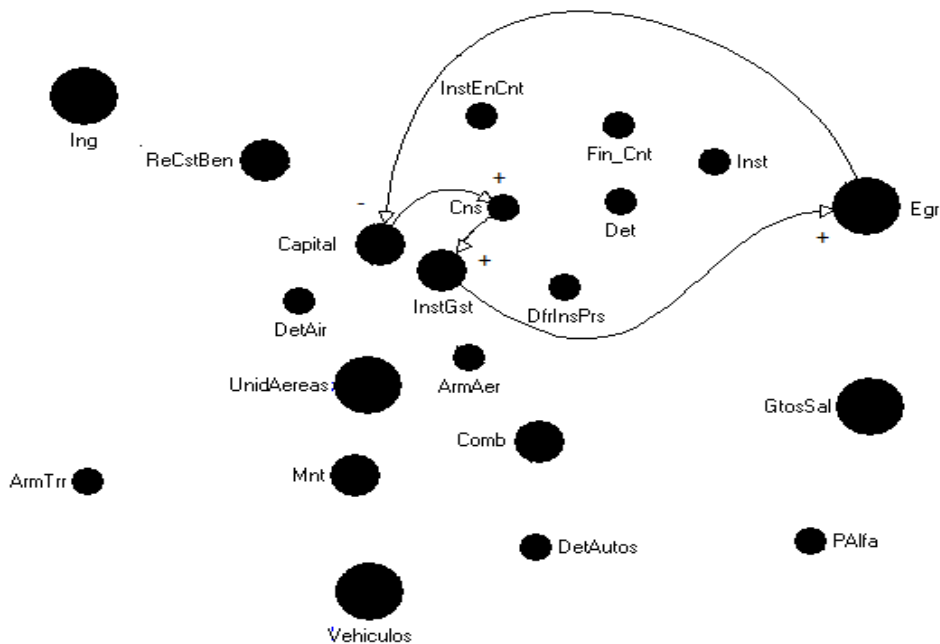 InstEnCnt
Ing
Fin_Cnt
ReCstBen
Inst
+
-
Cns
Det
Egr
Capital
+
+
InstGst
DfrInsPrs
DetAir
UnidAereas
ArmAer
GtosSal
Comb
Mnt
ArmTrr
DetAutos
PAlfa
Vehiculos